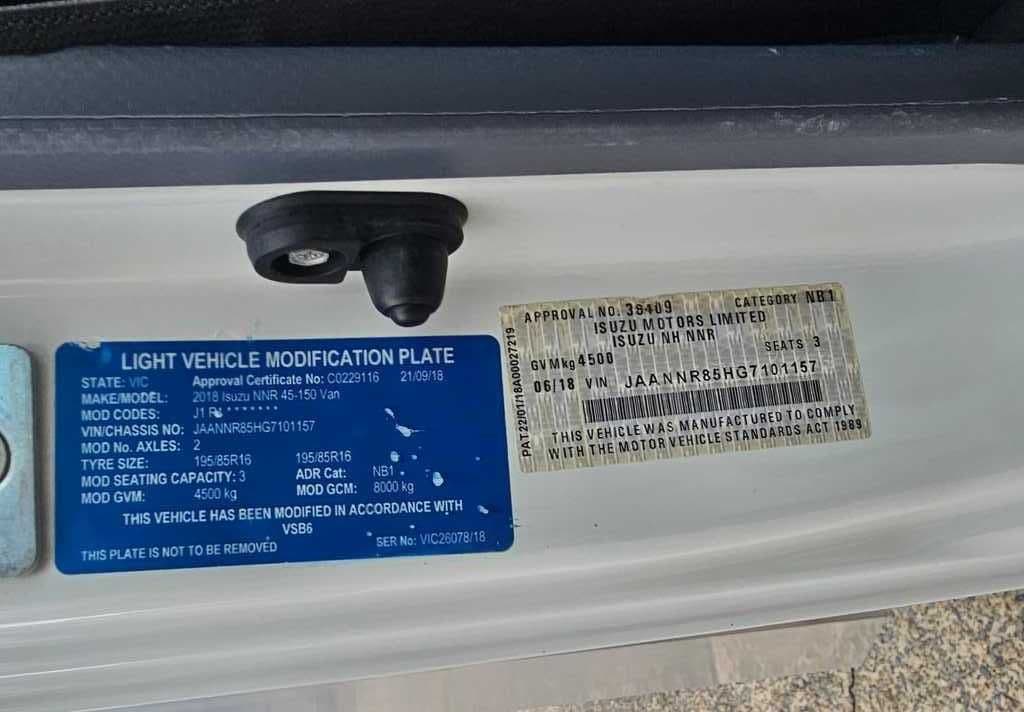 LIGHT VEHICLE MODIFICATION PLATE
STATE: VIC Approval Certificate No: C0229116 21/09/18
MAKE/MODEL: 2018 Isuzu NNR 45-150 Van
MOD CODES: J1 *******
VIN/CHASSIS NO: JAANNR85HG7101157
MOD No. AXLES: 2
TYRE SIZE: 195/85R16 195/85R16
MOD SEATING CAPACITY: 3 ADR Cat: NB1
MOD GVM: 4500 kg MOD GCM: 8000 kg
THIS VEHICLE HAS BEEN MODIFIED IN ACCORDANCE WITH
VSB6
THIS PLATE IS NOT TO BE REMOVED SER No: VIC26078/18
PAT.22/01/18A00027219
APPROVAL NO. 38409 CATEGORY NB1
ISUZU MOTORS LIMITED
ISUZU NH NNR
GVMkg4500 SEATS 3
06/18 VIN JAANNR85HG7101157
THIS VEHICLE WAS MANUFACTURED TO COMPLY
WITH THE MOTOR VEHICLE STANDARDS ACT 1989